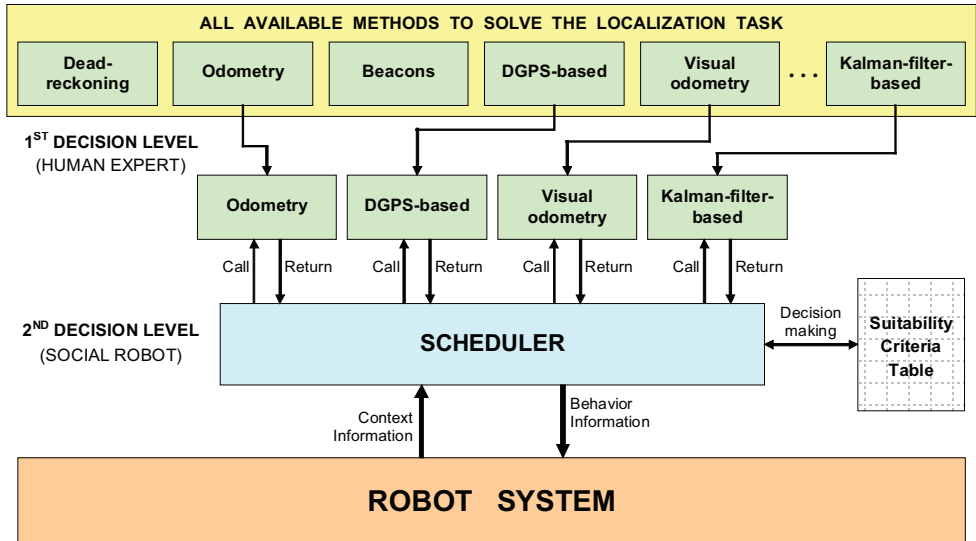 ALL AVAILABLE METHODS TO SOLVE THE LOCALIZATION TASK
Dead-
reckoning
Odometry
Beacons
DGPS-based
Visual
odometry
...
Kalman-filter-
based
1ST DECISION LEVEL
(HUMAN EXPERT)
Odometry
DGPS-based
Visual
odometry
Kalman-filter-
based
Call
Return
Call
Return
Call
Return
Call
Return
2ND DECISION LEVEL
(SOCIAL ROBOT)
SCHEDULER
Decision
making
Suitability
Criteria
Table
Context
Information
Behavior
Information
ROBOT SYSTEM